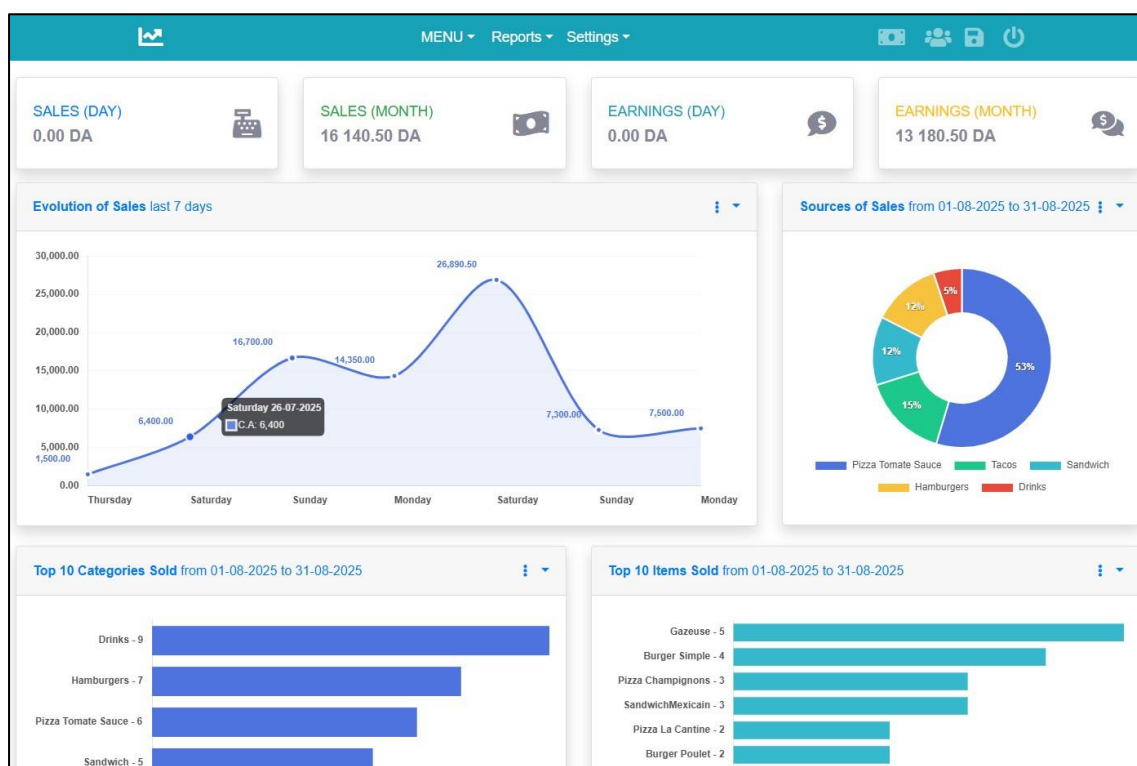 MENU Reports Settings
SALES (DAY)
0.00 DA
SALES (MONTH)
16 140.50 DA
EARNINGS (DAY)
0.00 DA
EARNINGS (MONTH)
13 180.50 DA
Evolution of Sales last 7 days
30,000.00
25,000.00
20,000.00
15,000.00
10,000.00
5,000.00
0.00
1,500.00
6,400.00
16,700.00
14,350.00
26,890.50
7,300.00
7,500.00
Saturday 26-07-2025
C.A: 6,400
Thursday Saturday Sunday Monday Saturday Sunday Monday
Sources of Sales from 01-08-2025 to 31-08-2025
5%
12%
12%
15%
53%
Pizza Tomate Sauce Tacos Sandwich
Hamburgers Drinks
Top 10 Categories Sold from 01-08-2025 to 31-08-2025
Drinks - 9
Hamburgers - 7
Pizza Tomate Sauce - 6
Sandwich - 5
Top 10 Items Sold from 01-08-2025 to 31-08-2025
Gazeuse - 5
Burger Simple - 4
Pizza Champignons - 3
SandwichMexicain - 3
Pizza La Cantine - 2
Burger Poulet - 2